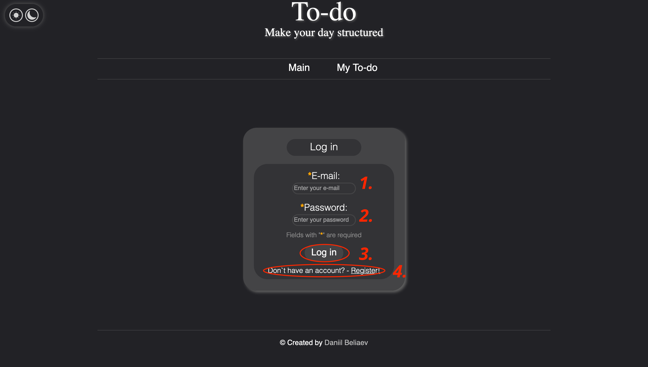 To-do
Make your day structured
Main My To-do
Log in
*E-mail:
Enter your e-mail
1.
*Password:
Enter your password
2.
Fields with '*' are required
Log in
3.
Don`t have an account? - Register!
4.
© Created by Daniil Beliaev